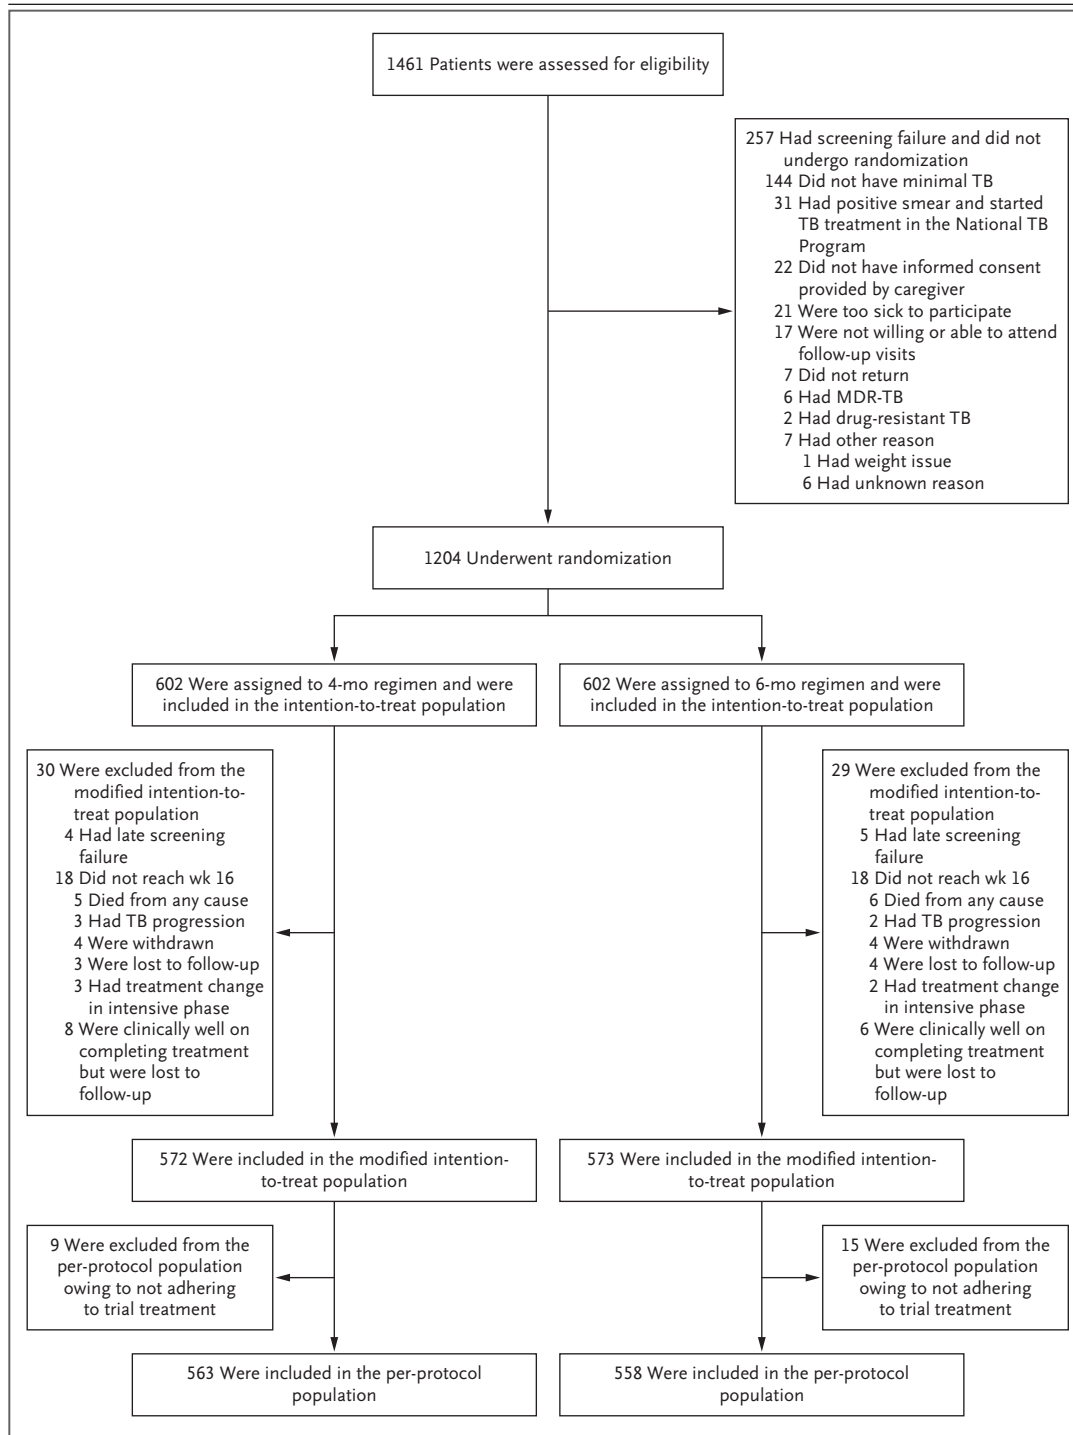 1461 Patients were assessed for eligibility
257 Had screening failure and did not
undergo randomization
144 Did not have minimal TB
31 Had positive smear and started
TB treatment in the National TB
Program
22 Did not have informed consent
provided by caregiver
21 Were too sick to participate
17 Were not willing or able to attend
follow-up visits
7 Did not return
6 Had MDR-TB
2 Had drug-resistant TB
7 Had other reason
1 Had weight issue
6 Had unknown reason
1204 Underwent randomization
602 Were assigned to 4-mo regimen and were
included in the intention-to-treat population
602 Were assigned to 6-mo regimen and were
included in the intention-to-treat population
30 Were excluded from the
modified intention-to-
treat population
4 Had late screening
failure
18 Did not reach wk 16
5 Died from any cause
3 Had TB progression
4 Were withdrawn
3 Were lost to follow-up
3 Had treatment change
in intensive phase
8 Were clinically well on
completing treatment
but were lost to
follow-up
29 Were excluded from the
modified intention-to-
treat population
5 Had late screening
failure
18 Did not reach wk 16
6 Died from any cause
2 Had TB progression
4 Were withdrawn
4 Were lost to follow-up
2 Had treatment change
in intensive phase
6 Were clinically well on
completing treatment
but were lost to
follow-up
572 Were included in the modified intention-
to-treat population
573 Were included in the modified intention-
to-treat population
9 Were excluded from the
per-protocol population
owing to not adhering
to trial treatment
15 Were excluded from the
per-protocol population
owing to not adhering
to trial treatment
563 Were included in the per-protocol
population
558 Were included in the per-protocol
population